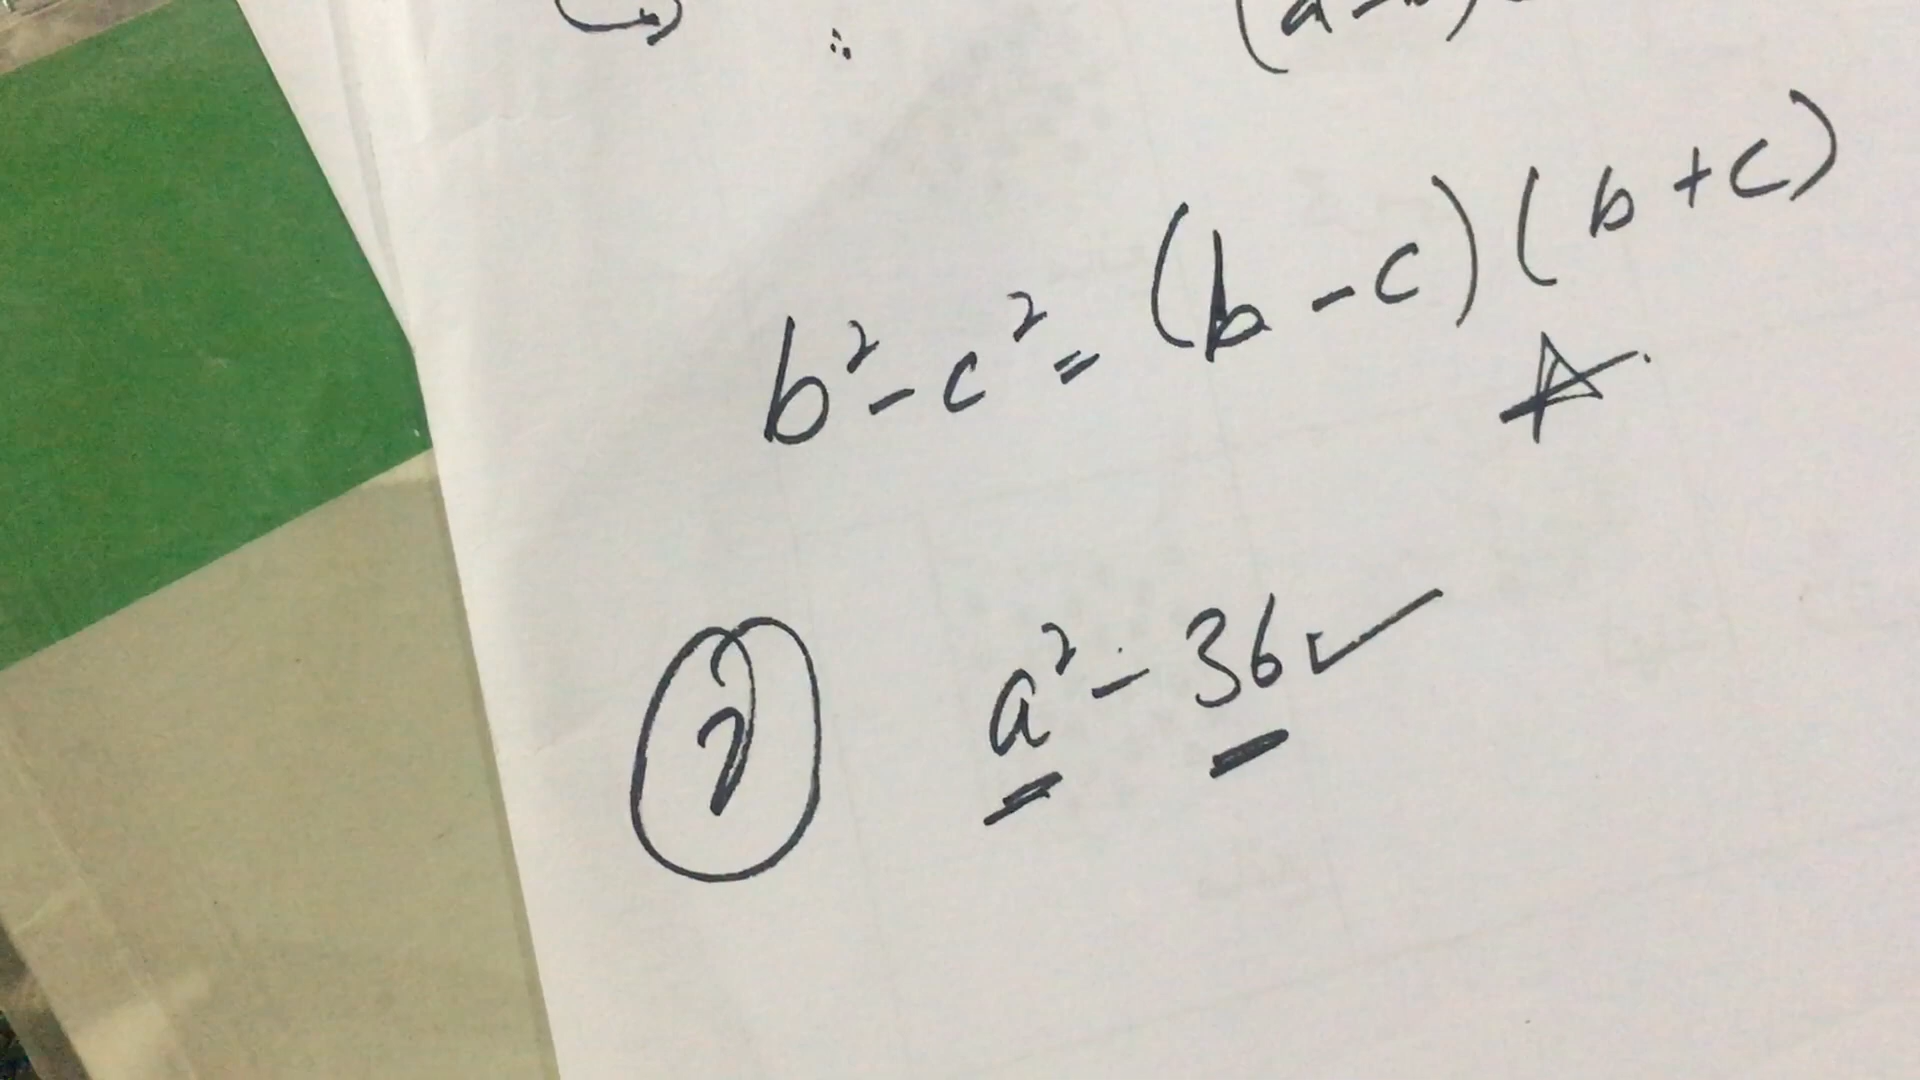 ∴ (a-b)
b²-c² = (b-c)(b+c)
2 a²-36✓